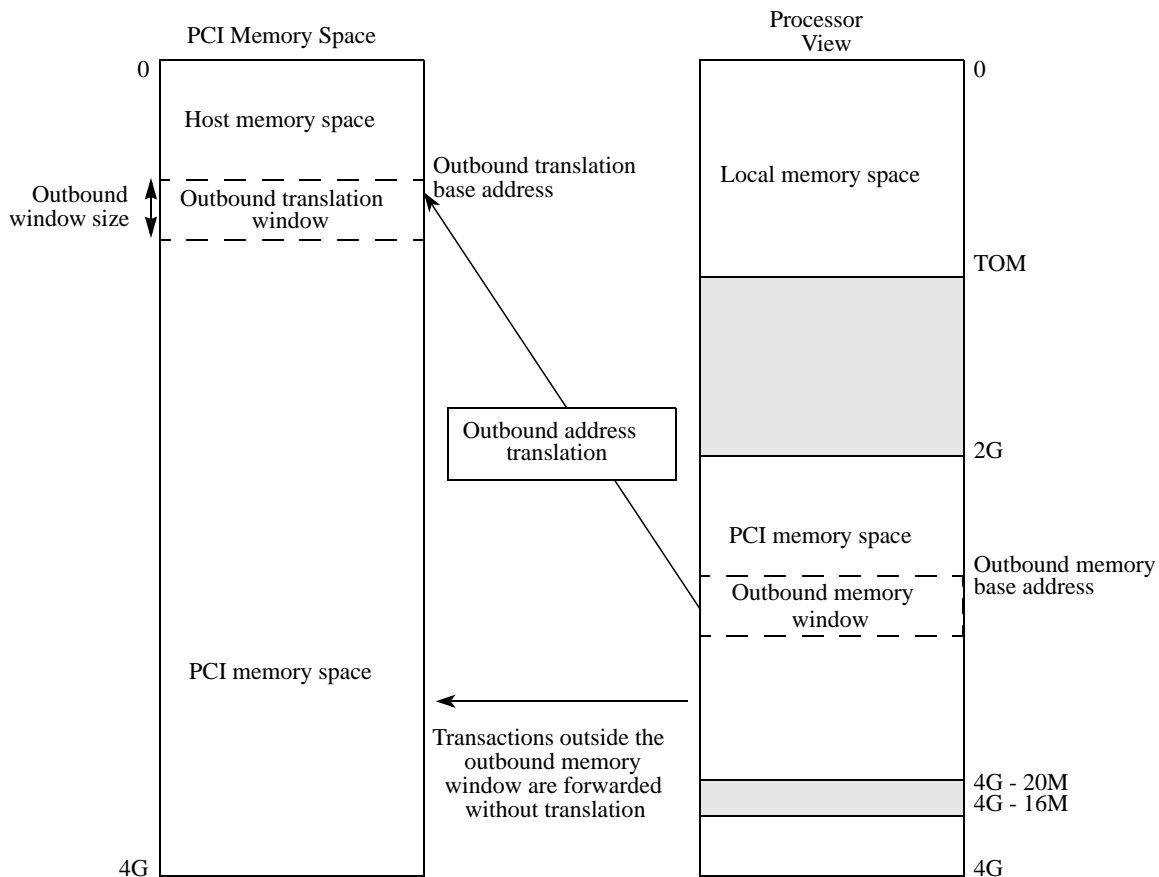 PCI Memory Space
Processor
View
0
0
Host memory space
Outbound translation
base address
Local memory space
Outbound
window size
Outbound translation
window
TOM
Outbound address
translation
2G
PCI memory space
Outbound memory
base address
Outbound memory
window
PCI memory space
Transactions outside the
outbound memory
window are forwarded
without translation
4G - 20M
4G - 16M
4G
4G